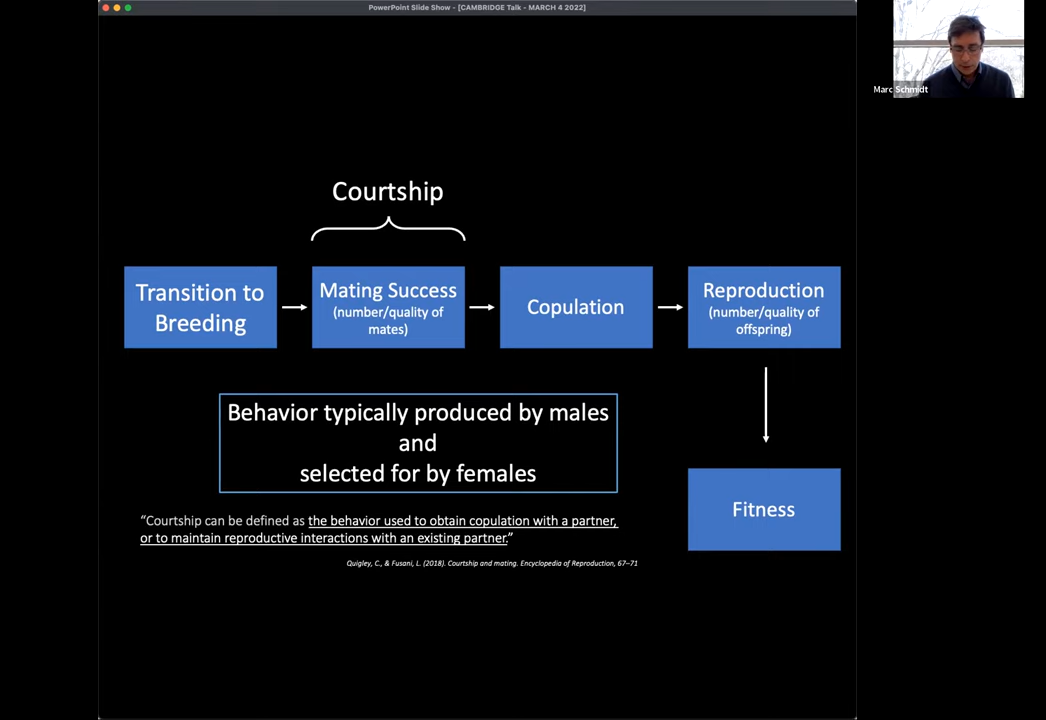 PowerPoint Slide Show - [CAMBRIDGE Talk - MARCH 4 2022]
Marc Schmidt
Courtship
Transition to
Breeding
Mating Success
(number/quality of
mates)
Copulation
Reproduction
(number/quality of
offspring)
Behavior typically produced by males
and
selected for by females
Fitness
“Courtship can be defined as the behavior used to obtain copulation with a partner,
or to maintain reproductive interactions with an existing partner.”
Quigley, C., & Fusani, L. (2018). Courtship and mating. Encyclopedia of Reproduction, 67–71